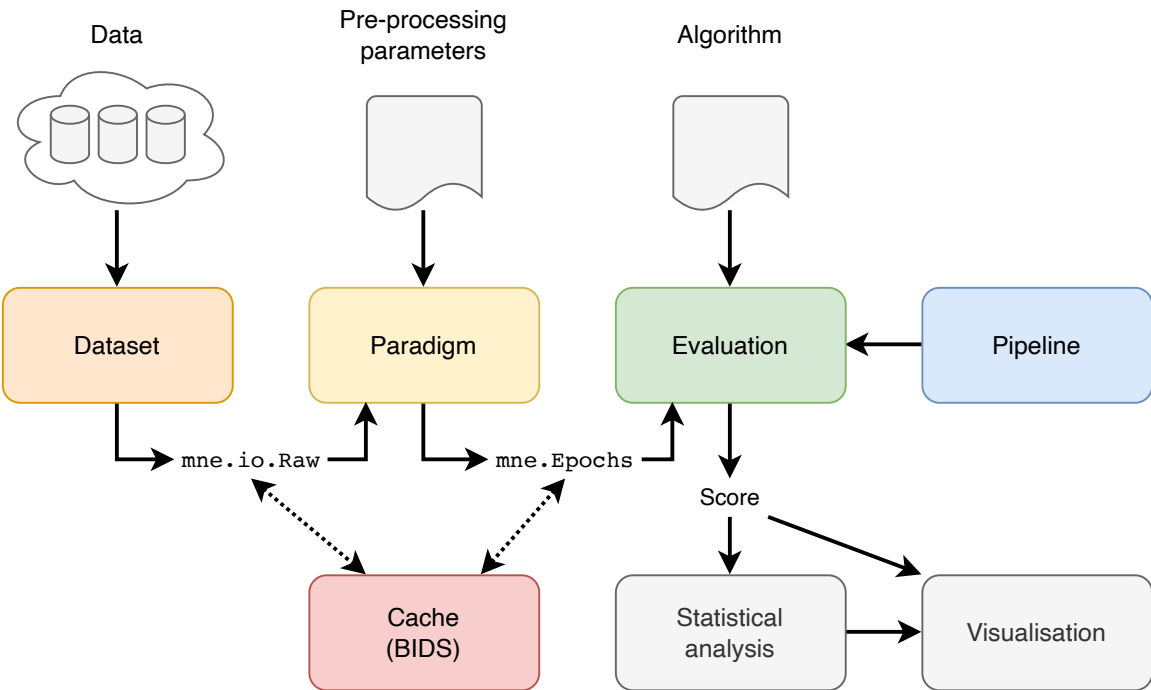 Data
Pre-processing
parameters
Algorithm
Dataset
Paradigm
Evaluation
Pipeline
mne.io.Raw
mne.Epochs
Score
Cache
(BIDS)
Statistical
analysis
Visualisation